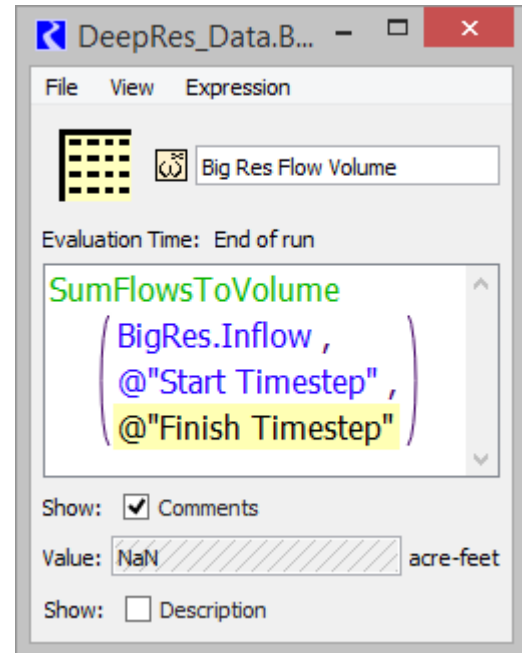 DeepRes_Data.B...
File View Expression
Big Res Flow Volume
Evaluation Time: End of run
SumFlowsToVolume
( BigRes.Inflow ,
@"Start Timestep" ,
@"Finish Timestep" )
Show: Comments
Value: NaN acre-feet
Show: Description